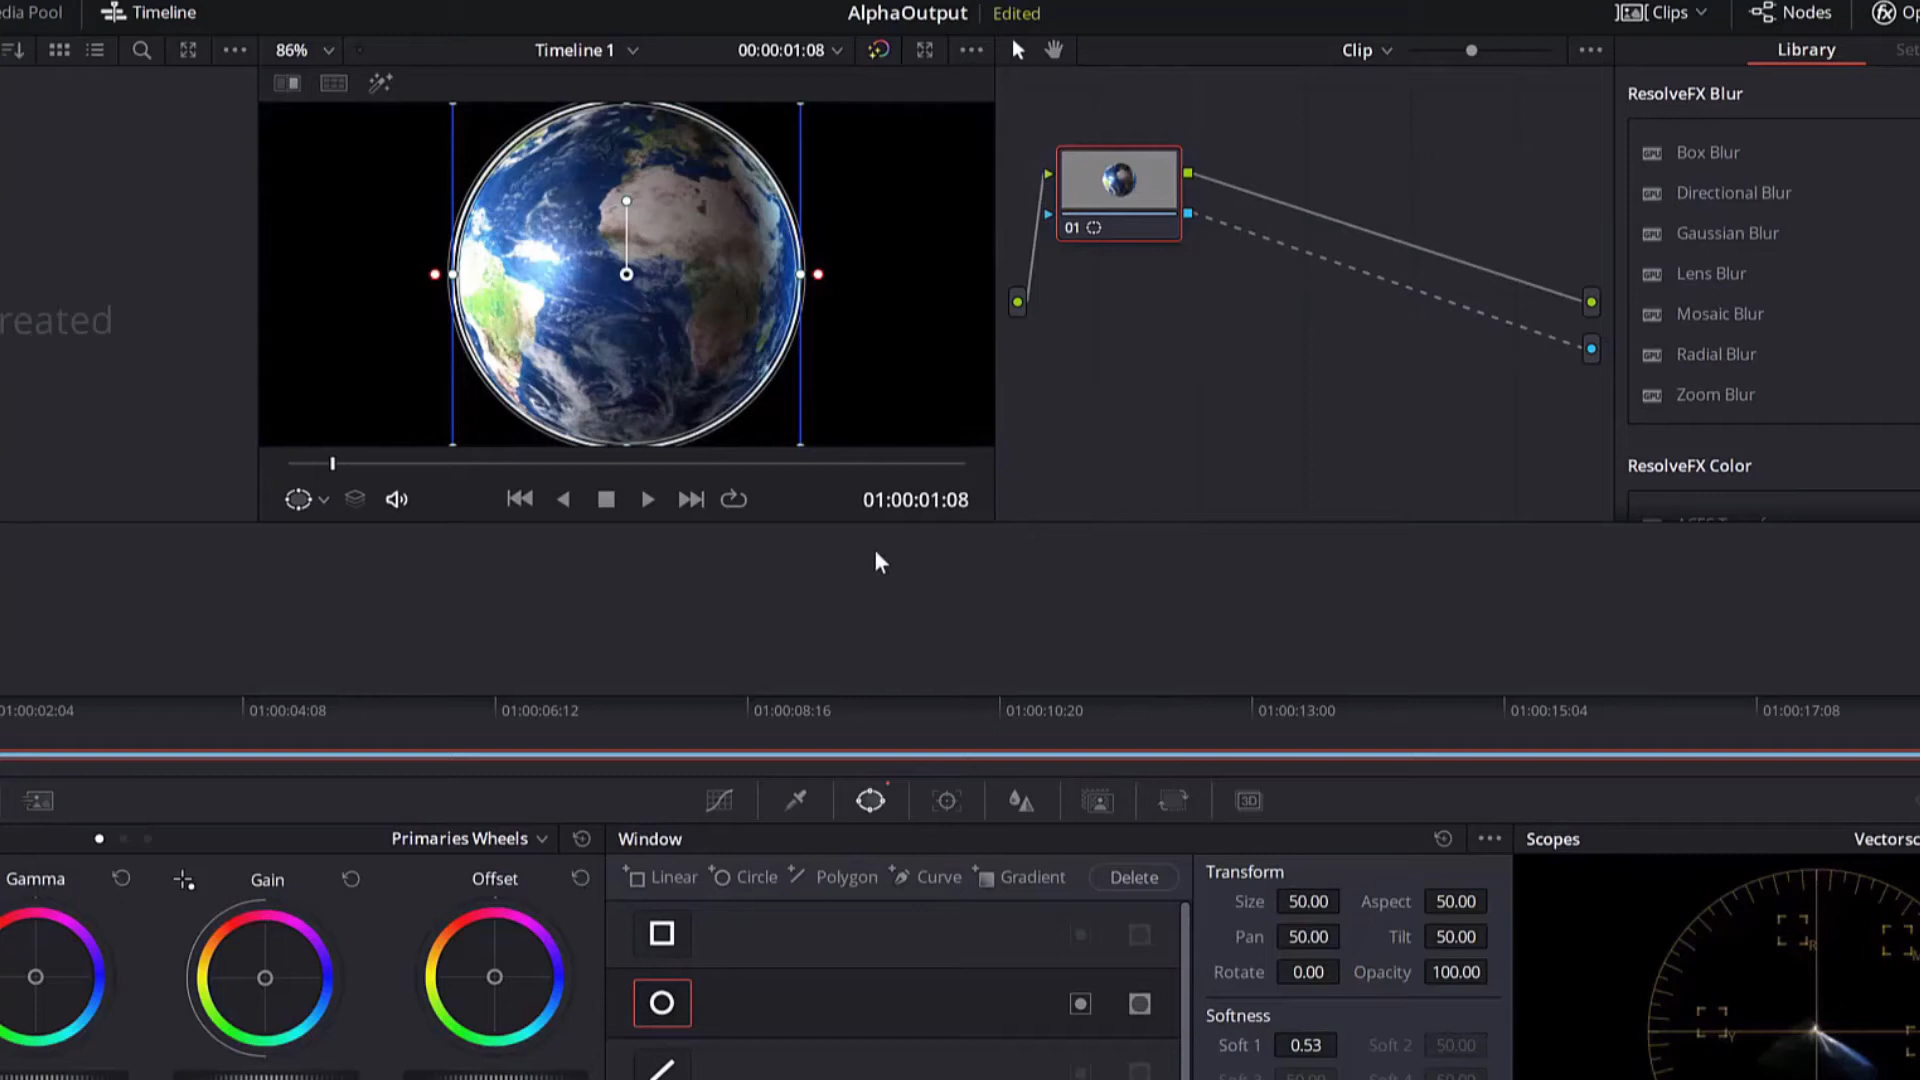 edia Pool
Timeline
AlphaOutput
Edited
Clips
Nodes
Op
86%
Timeline 1
00:00:01:08
Clip
Library
Set
ResolveFX Blur
Box Blur
Directional Blur
Gaussian Blur
Lens Blur
Mosaic Blur
Radial Blur
Zoom Blur
ResolveFX Color
01
reated
01:00:01:08
01:00:02:04
01:00:04:08
01:00:06:12
01:00:08:16
01:00:10:20
01:00:13:00
01:00:15:04
01:00:17:08
3D
Primaries Wheels
Window
Scopes
Vectorsc
Gamma
Gain
Offset
Linear
Circle
Polygon
Curve
Gradient
Delete
Transform
Size 50.00 Aspect 50.00
Pan 50.00 Tilt 50.00
Rotate 0.00 Opacity 100.00
Softness
Soft 1 0.53 Soft 2 50.00
R
Y